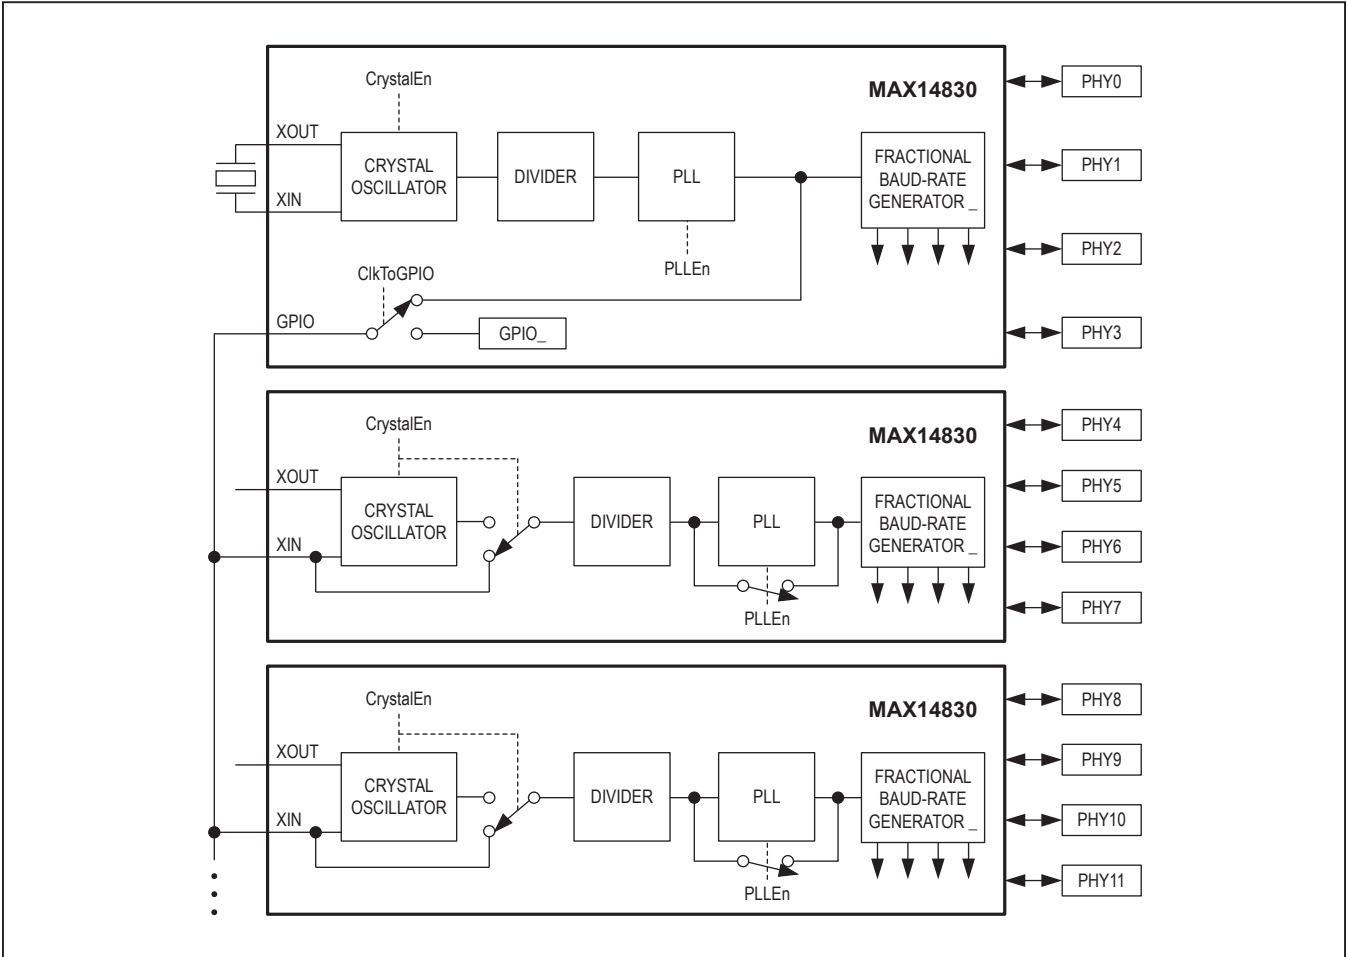 CrystalEn
MAX14830
PHY0
XOUT
CRYSTAL
OSCILLATOR
DIVIDER
PLL
FRACTIONAL
BAUD-RATE
GENERATOR _
PHY1
XIN
PHY2
PLLEn
ClkToGPIO
GPIO
GPIO_
PHY3
CrystalEn
MAX14830
PHY4
XOUT
CRYSTAL
OSCILLATOR
DIVIDER
PLL
FRACTIONAL
BAUD-RATE
GENERATOR _
PHY5
XIN
PHY6
PLLEn
PHY7
CrystalEn
MAX14830
PHY8
XOUT
CRYSTAL
OSCILLATOR
DIVIDER
PLL
FRACTIONAL
BAUD-RATE
GENERATOR _
PHY9
XIN
PHY10
PLLEn
PHY11